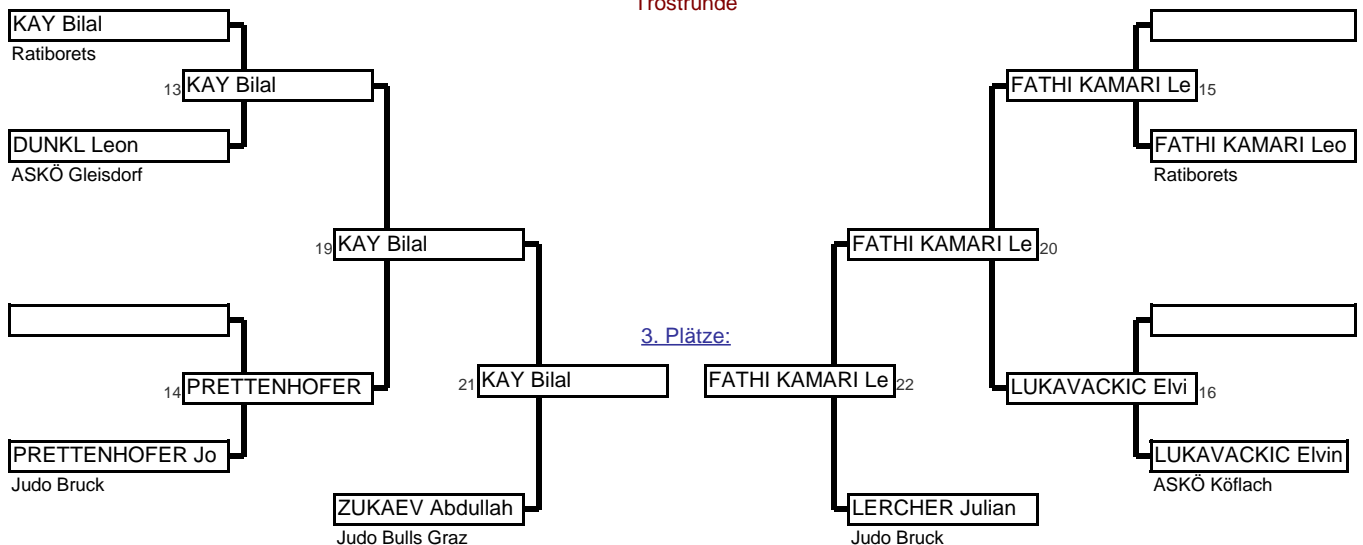 Trostrunde
KAY Bilal
Ratiborets
13 KAY Bilal
FATHI KAMARI Le 15
DUNKL Leon
ASKÖ Gleisdorf
FATHI KAMARI Leo
Ratiborets
19 KAY Bilal
FATHI KAMARI Le 20
3. Plätze:
14 PRETTENHOFER
21 KAY Bilal
FATHI KAMARI Le 22
LUKAVACKIC Elvi 16
PRETTENHOFER Jo
Judo Bruck
LUKAVACKIC Elvin
ASKÖ Köflach
ZUKAEV Abdullah
Judo Bulls Graz
LERCHER Julian
Judo Bruck